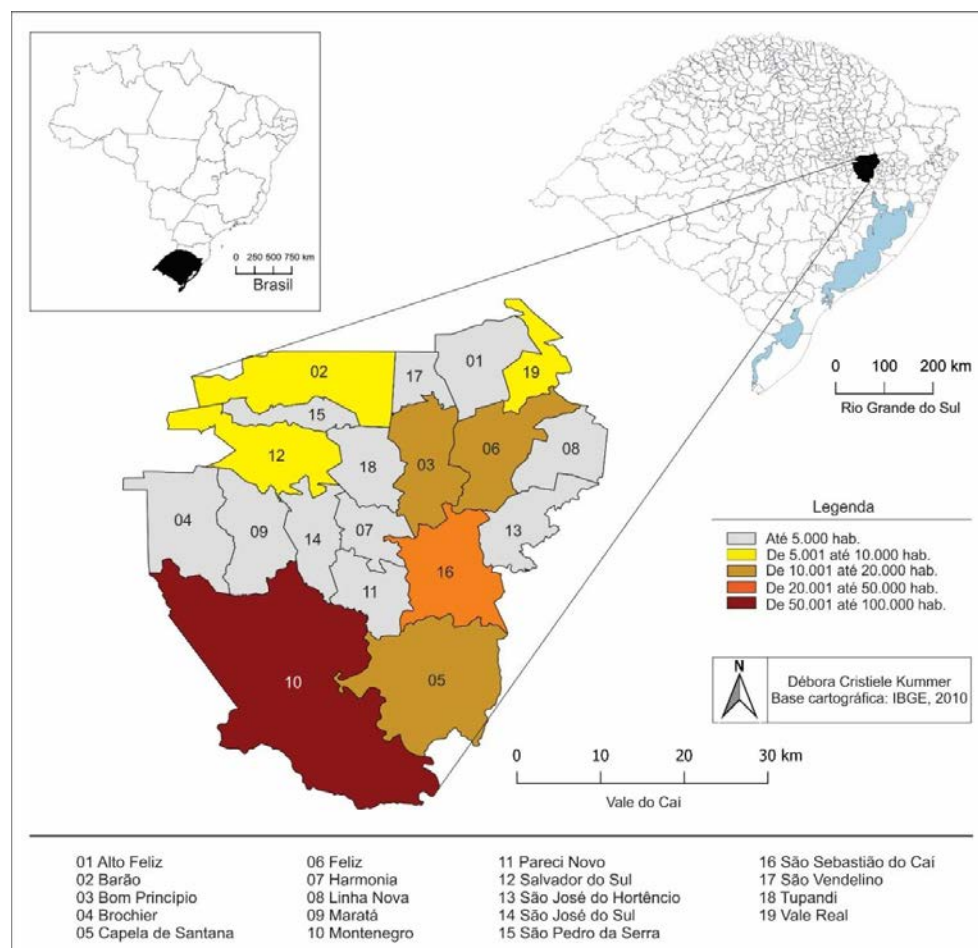 0 250 500 750 km
Brasil
0 100 200 km
Rio Grande do Sul
01
02
17
19
15
03
06
08
12
18
04
09
14
07
13
16
11
10
05
Legenda
Até 5.000 hab.
De 5.001 até 10.000 hab.
De 10.001 até 20.000 hab.
De 20.001 até 50.000 hab.
De 50.001 até 100.000 hab.
N
Débora Cristiele Kummer
Base cartográfica: IBGE, 2010
0 10 20 30 km
Vale do Caí
01 Alto Feliz
02 Barão
03 Bom Princípio
04 Brochier
05 Capela de Santana
06 Feliz
07 Harmonia
08 Linha Nova
09 Maratá
10 Montenegro
11 Pareci Novo
12 Salvador do Sul
13 São José do Hortêncio
14 São José do Sul
15 São Pedro da Serra
16 São Sebastião do Caí
17 São Vendelino
18 Tupandi
19 Vale Real